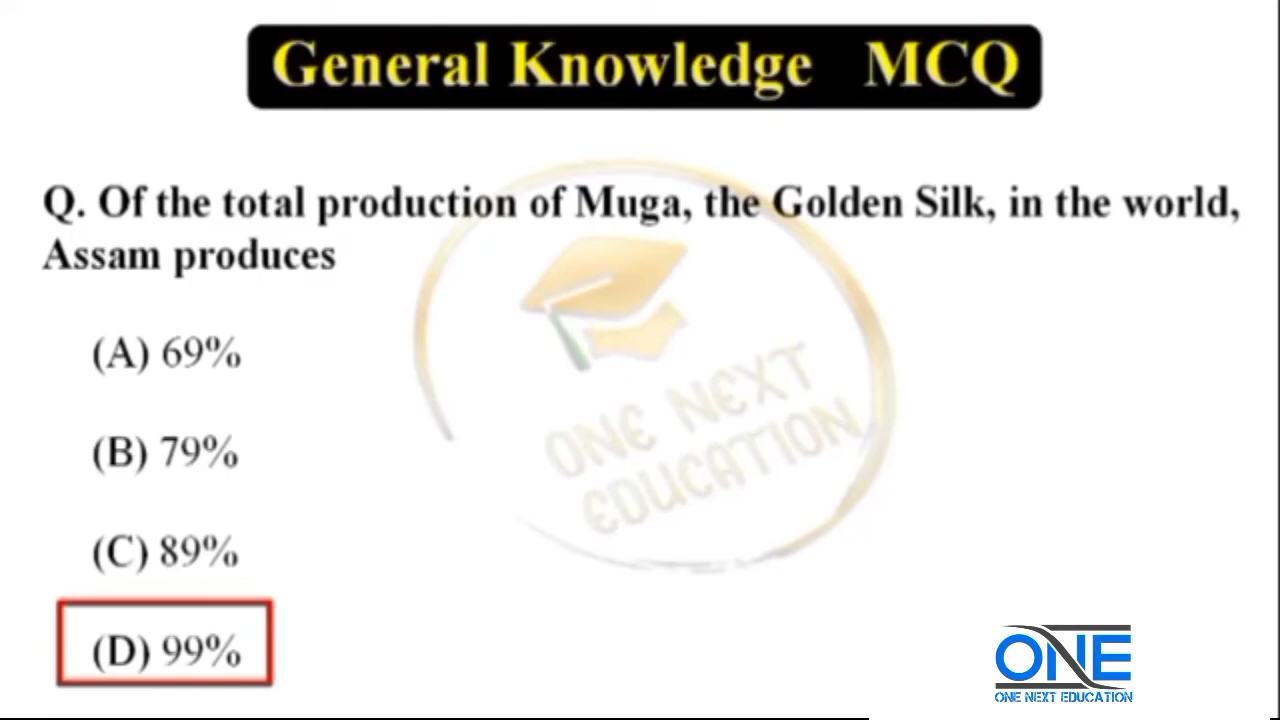 General Knowledge MCQ
Q. Of the total production of Muga, the Golden Silk, in the world,
Assam produces
(A) 69%
(B) 79%
(C) 89%
(D) 99%
ONE NEXT
EDUCATION
ONE
ONE NEXT EDUCATION